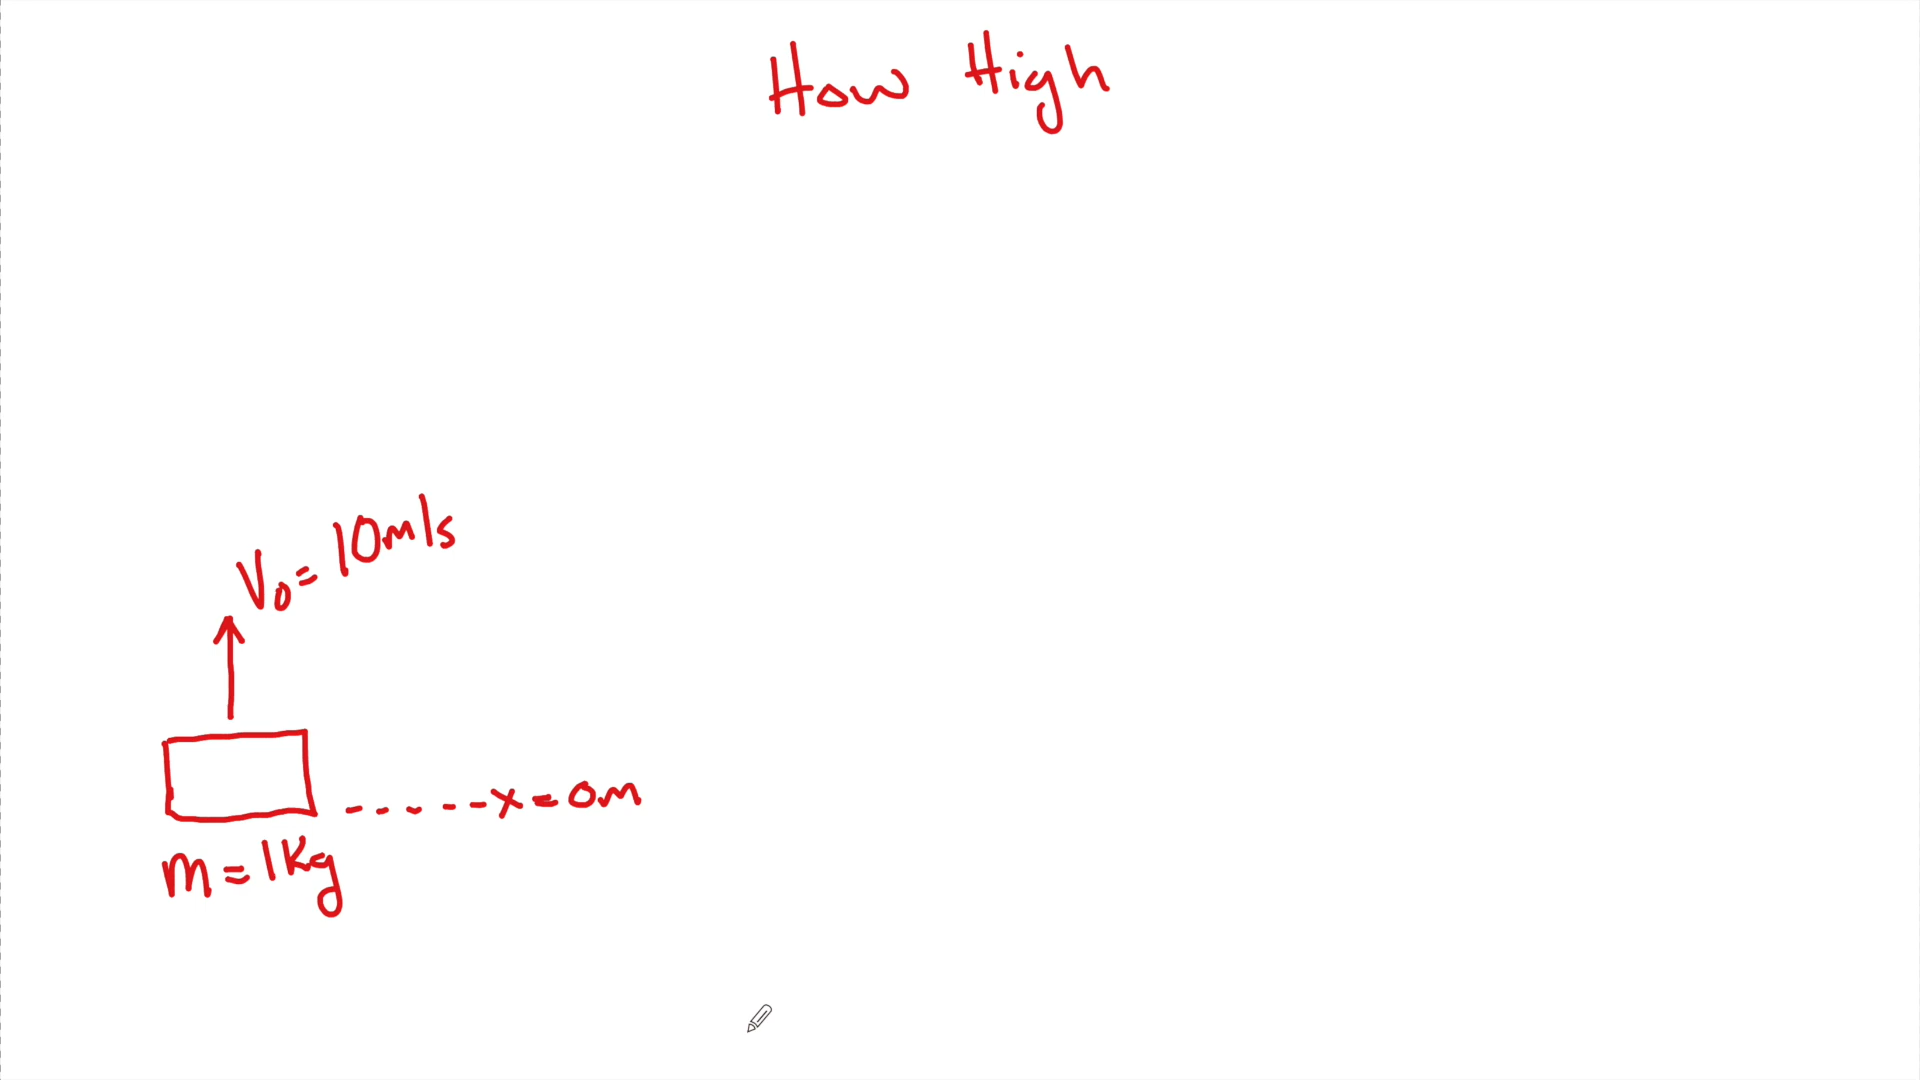 How High
V₀ = 10m/s
x = 0m
m = 1kg